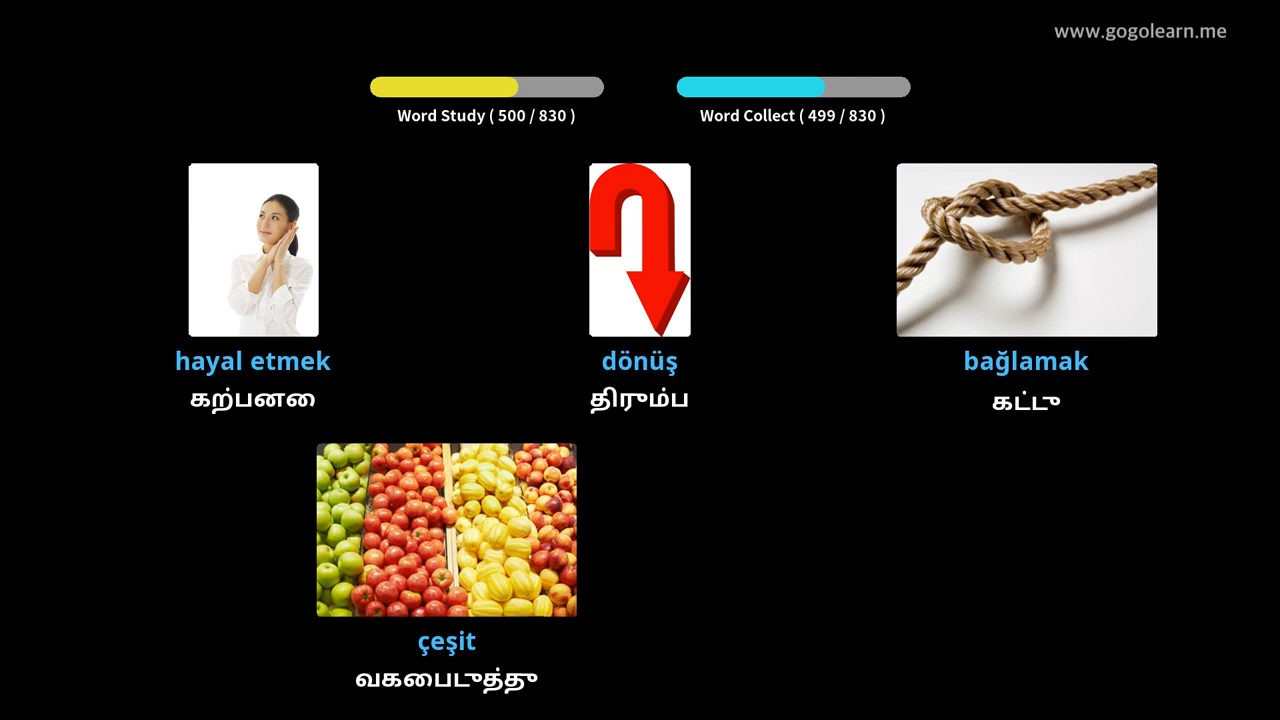 www.gogolearn.me
Word Study ( 500 / 830 )
Word Collect ( 499 / 830 )
hayal etmek
கற்பனை
dönüş
திரும்ப
bağlamak
கட்டு
çeşit
வகைபடுத்து